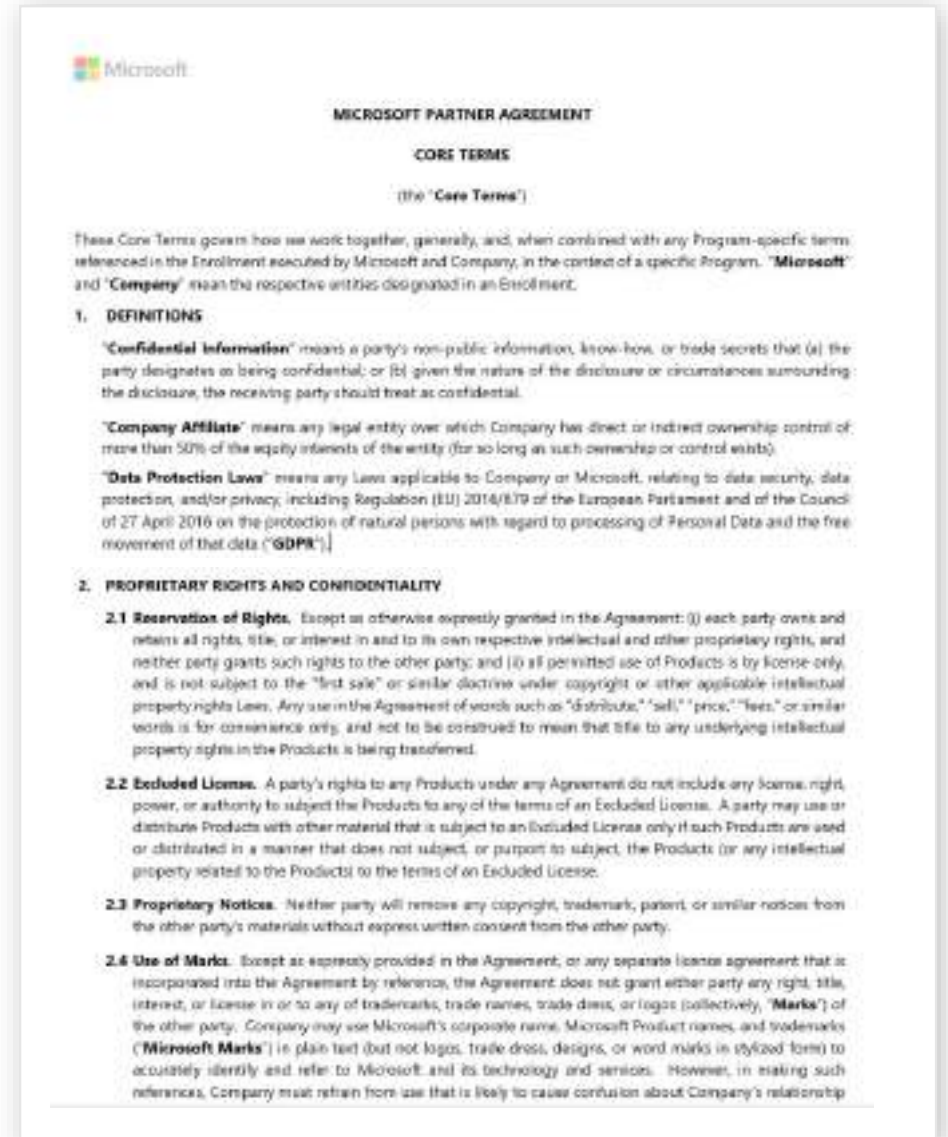 Microsoft
MICROSOFT PARTNER AGREEMENT
CORE TERMS
(the "Core Terms")
These Core Terms govern how we work together, generally, and, when combined with any Program-specific terms
referenced in the Enrollment executed by Microsoft and Company, in the context of a specific Program. "Microsoft"
and "Company" mean the respective entities designated in an Enrollment.
1. DEFINITIONS
"Confidential Information" means a party's non-public information, know-how, or trade secrets that (a) the
party designates as being confidential; or (b) given the nature of the disclosure or circumstances surrounding
the disclosure, the receiving party should treat as confidential.
"Company Affiliate" means any legal entity over which Company has direct or indirect ownership control of
more than 50% of the equity interests of the entity (for so long as such ownership or control exists).
"Data Protection Laws" means any Laws applicable to Company or Microsoft, relating to data security, data
protection, and/or privacy, including Regulation (EU) 2016/679 of the European Parliament and of the Council
of 27 April 2016 on the protection of natural persons with regard to processing of Personal Data and the free
movement of that data ("GDPR").
2. PROPRIETARY RIGHTS AND CONFIDENTIALITY
2.1 Reservation of Rights. Except as otherwise expressly granted in the Agreement: (i) each party owns and
retains all rights, title, or interest in and to its own respective intellectual and other proprietary rights, and
neither party grants such rights to the other party; and (ii) all permitted use of Products is by license only,
and is not subject to the "first sale" or similar doctrine under copyright or other applicable intellectual
property rights Laws. Any use in the Agreement of words such as "distribute," "sell," "price," "fees," or similar
words is for convenience only, and not to be construed to mean that title to any underlying intellectual
property rights in the Products is being transferred.
2.2 Excluded License. A party's rights to any Products under any Agreement do not include any license, right,
power, or authority to subject the Products to any of the terms of an Excluded License. A party may use or
distribute Products with other material that is subject to an Excluded License only if such Products are used
or distributed in a manner that does not subject, or purport to subject, the Products (or any intellectual
property related to the Products) to the terms of an Excluded License.
2.3 Proprietary Notices. Neither party will remove any copyright, trademark, patent, or similar notices from
the other party's materials without express written consent from the other party.
2.4 Use of Marks. Except as expressly provided in the Agreement, or any separate license agreement that is
incorporated into the Agreement by reference, the Agreement does not grant either party any right, title,
interest, or license in or to any of trademarks, trade names, trade dress, or logos (collectively, "Marks") of
the other party. Company may use Microsoft's corporate name, Microsoft Product names, and trademarks
("Microsoft Marks") in plain text (but not logos, trade dress, designs, or word marks in stylized form) to
accurately identify and refer to Microsoft and its technology and services. However, in making such
references, Company must refrain from use that is likely to cause confusion about Company's relationship